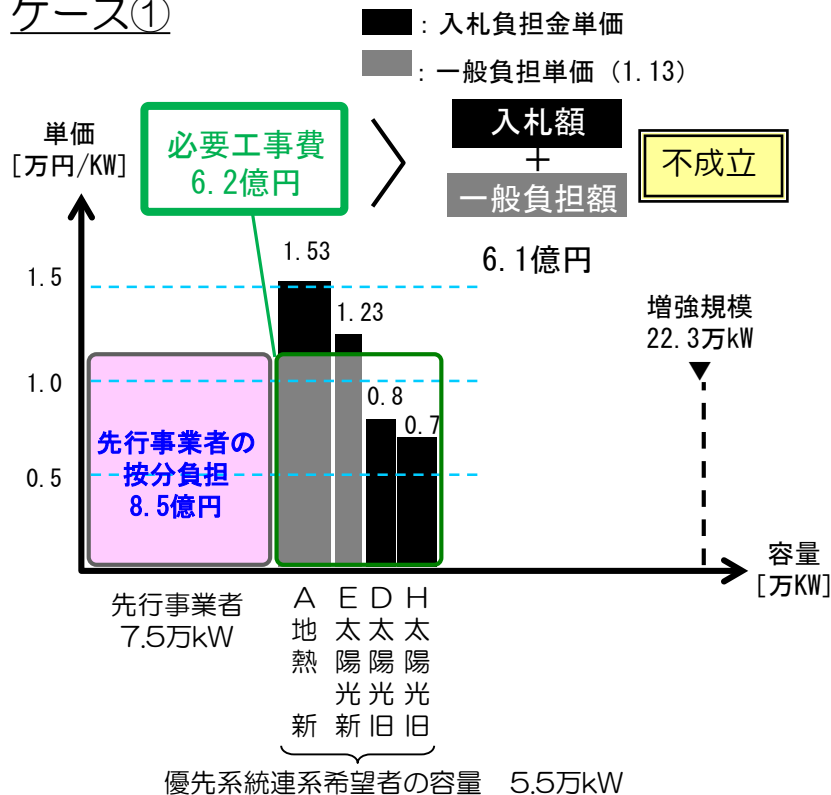 ケース①
：入札負担金単価
：一般負担単価（1.13）
単価
[万円/KW]
必要工事費
6.2億円
＞
入札額
＋
一般負担額
不成立
6.1億円
1.53
1.5
1.23
増強規模
22.3万kW
1.0
0.8
0.7
先行事業者の
按分負担
8.5億円
0.5
容量
[万KW]
先行事業者
7.5万kW
A地熱 新
E太陽光新
D太陽光旧
H太陽光旧
優先系統連系希望者の容量 5.5万kW